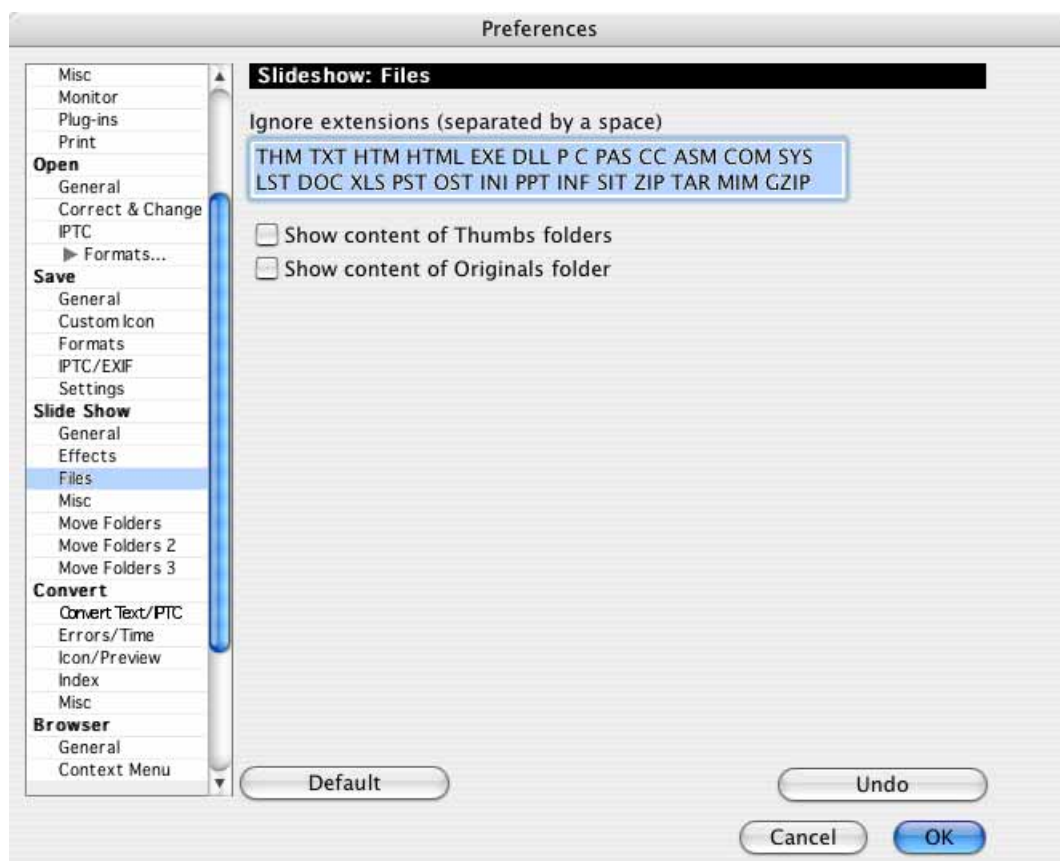 Preferences
Misc
Monitor
Plug-ins
Print
Open
General
Correct & Change
IPTC
Formats...
Save
General
Custom Icon
Formats
IPTC/EXIF
Settings
Slide Show
General
Effects
Files
Misc
Move Folders
Move Folders 2
Move Folders 3
Convert
Convert Text/IPTC
Errors/Time
Icon/Preview
Index
Misc
Browser
General
Context Menu
Slideshow: Files
Ignore extensions (separated by a space)
THM TXT HTM HTML EXE DLL P C PAS CC ASM COM SYS
LST DOC XLS PST OST INI PPT INF SIT ZIP TAR MIM GZIP
Show content of Thumbs folders
Show content of Originals folder
Default
Undo
Cancel
OK